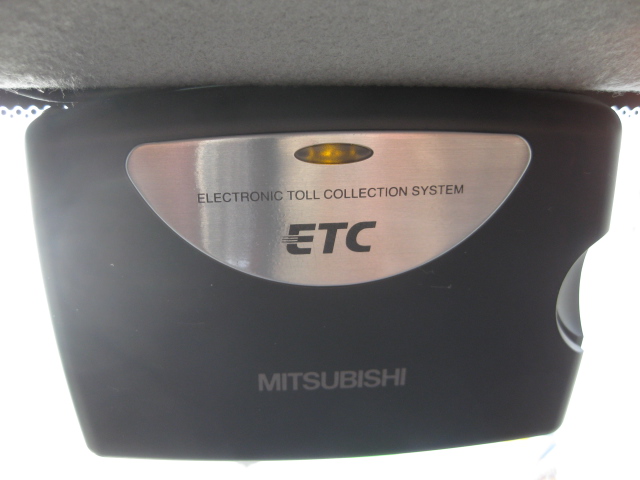 ELECTRONIC TOLL COLLECTION SYSTEM
ETC
MITSUBISHI